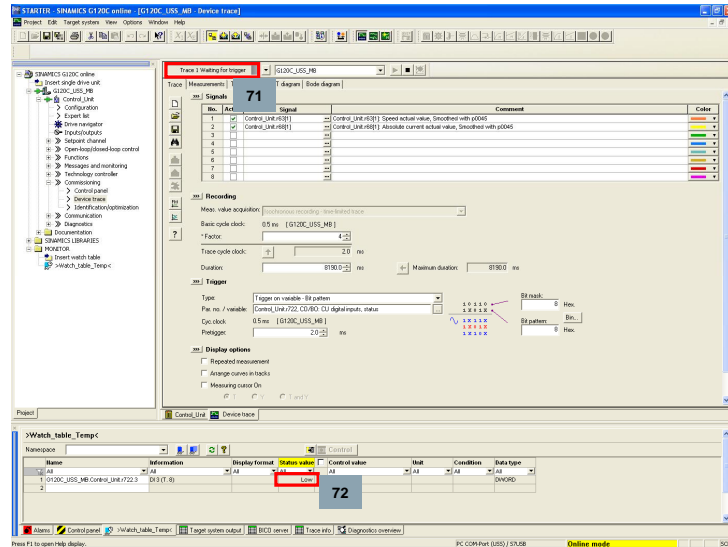 STARTER - SINAMICS G120C online - [G120C_USS_MB - Device trace]
Project Edit Target system View Options Window Help
Trace 1 Waiting for trigger
G120C_USS_MB
SINAMICS G120C online
Insert single drive unit
G120C_USS_MB
Control_Unit
Configuration
Expert list
Drive navigator
Inputs/outputs
Setpoint channel
Open-loop/closed-loop control
Functions
Messages and monitoring
Technology controller
Commissioning
Control panel
Device trace
Identification/optimization
Communication
Diagnostics
Documentation
SINAMICS LIBRARIES
MONITOR
Insert watch table
>Watch_table_Temp<
Project
Trace Measurements diagram Bode diagram
71
Signals
No. Signal Comment Color
1 Control_Unit.r63[1] Control_Unit.r63[1]: Speed actual value, Smoothed with p0045
2 Control_Unit.r68[1] Control_Unit.r68[1]: Absolute current actual value, Smoothed with p0045
3
4
5
6
7
8
Recording
Meas. value acquisition: Isochronous recording - time-limited trace
Basic cycle clock: 0.5 ms [G120C_USS_MB]
* Factor: 4
Trace cycle clock: 2.0 ms
Duration: 8190.0 ms Maximum duration: 8190.0 ms
Trigger
Type: Trigger on variable - Bit pattern
Par. no. / variable: Control_Unit.r722, CO/BO: CU digital inputs, status
Cyc.clock 0.5 ms [G120C_USS_MB]
Pretrigger: 2.0 ms
Bit mask: 8 Hex.
Bin...
Bit pattern: 8 Hex.
Display options
Repeated measurement
Arrange curves in tracks
Measuring cursor On
T Y T and Y
Control_Unit Device trace
>Watch_table_Temp<
Namespace Control
Name Information Display format Status value Control value Unit Condition Data type
All All All All All All All All
1 G120C_USS_MB.Control_Unit.r722.3 DI 3 (T. 8) Low DWORD
2
72
Alarms Control panel >Watch_table_Temp< Target system output BICO server Trace info Diagnostics overview
Press F1 to open Help display. PC COM-Port (USS) / S7USB Online mode